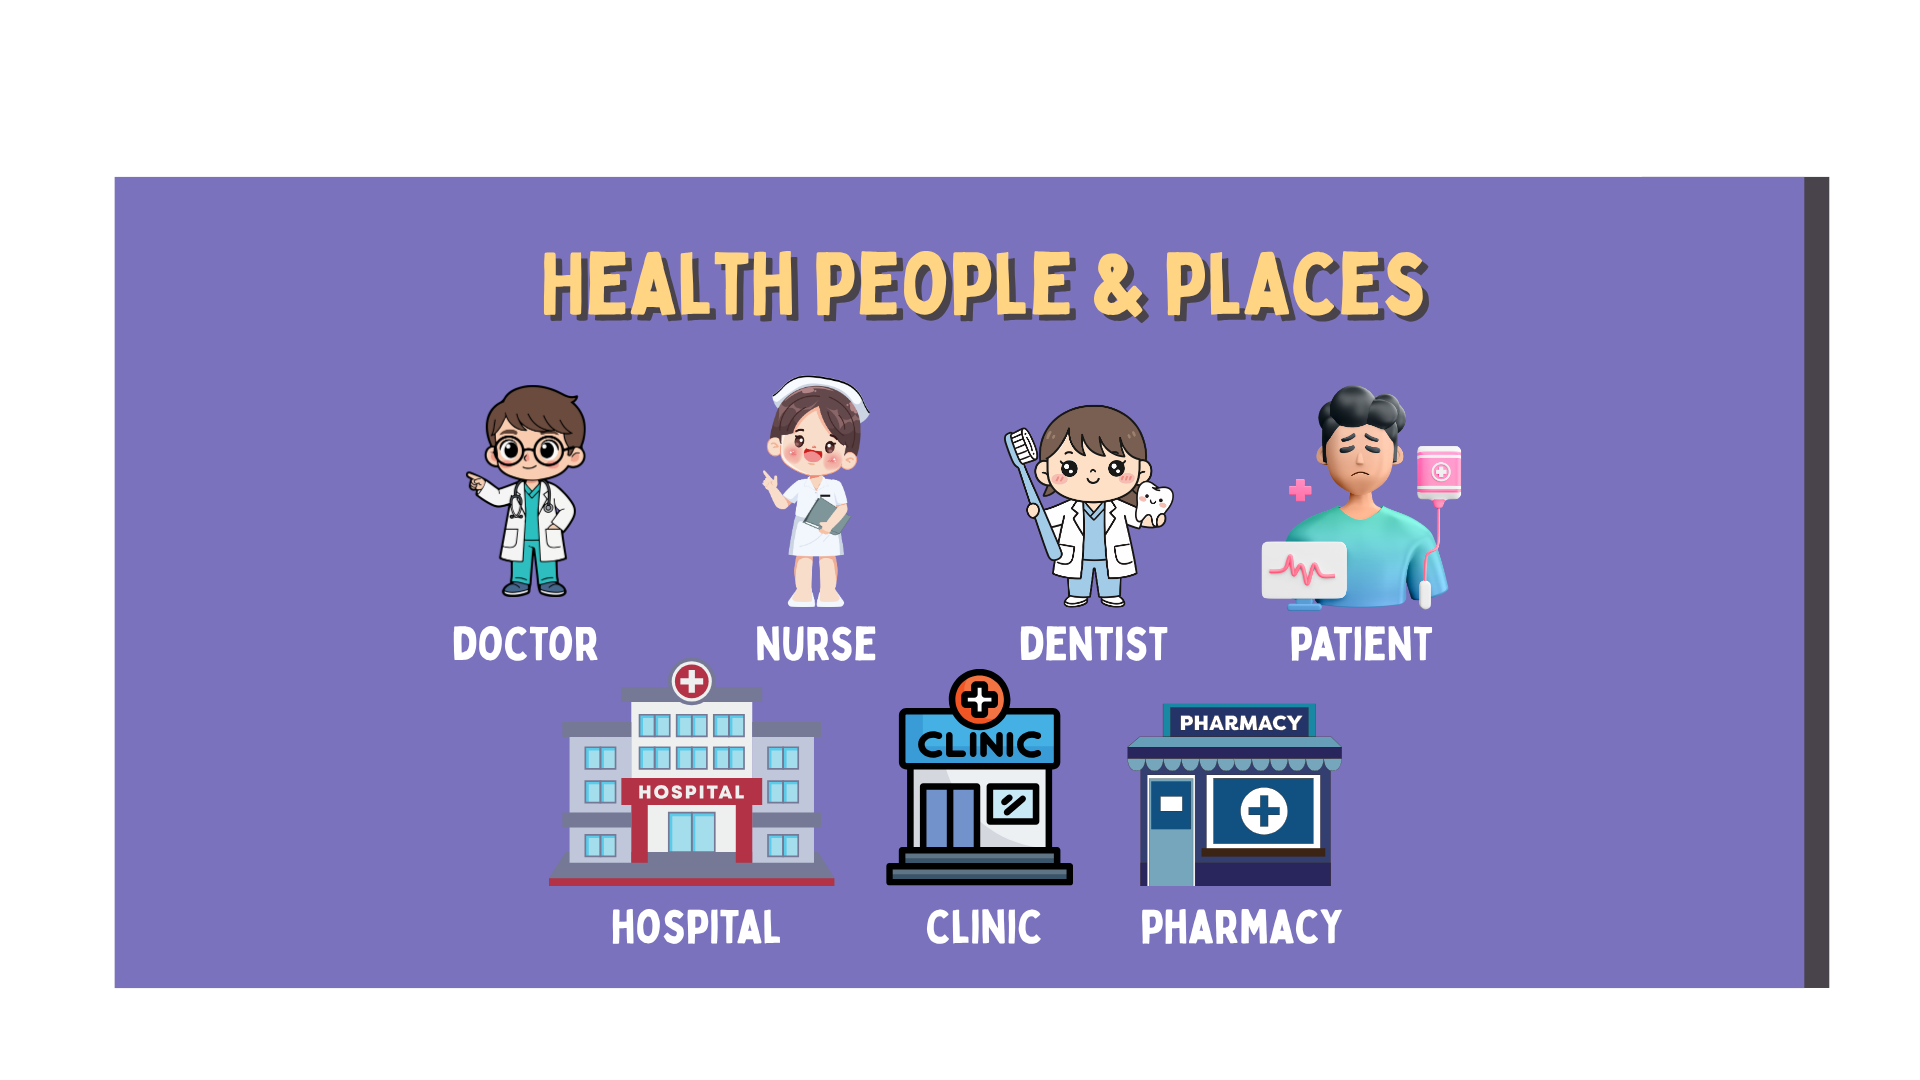 HEALTH PEOPLE & PLACES
DOCTOR
NURSE
DENTIST
PATIENT
HOSPITAL
CLINIC
PHARMACY
HOSPITAL
CLINIC
PHARMACY